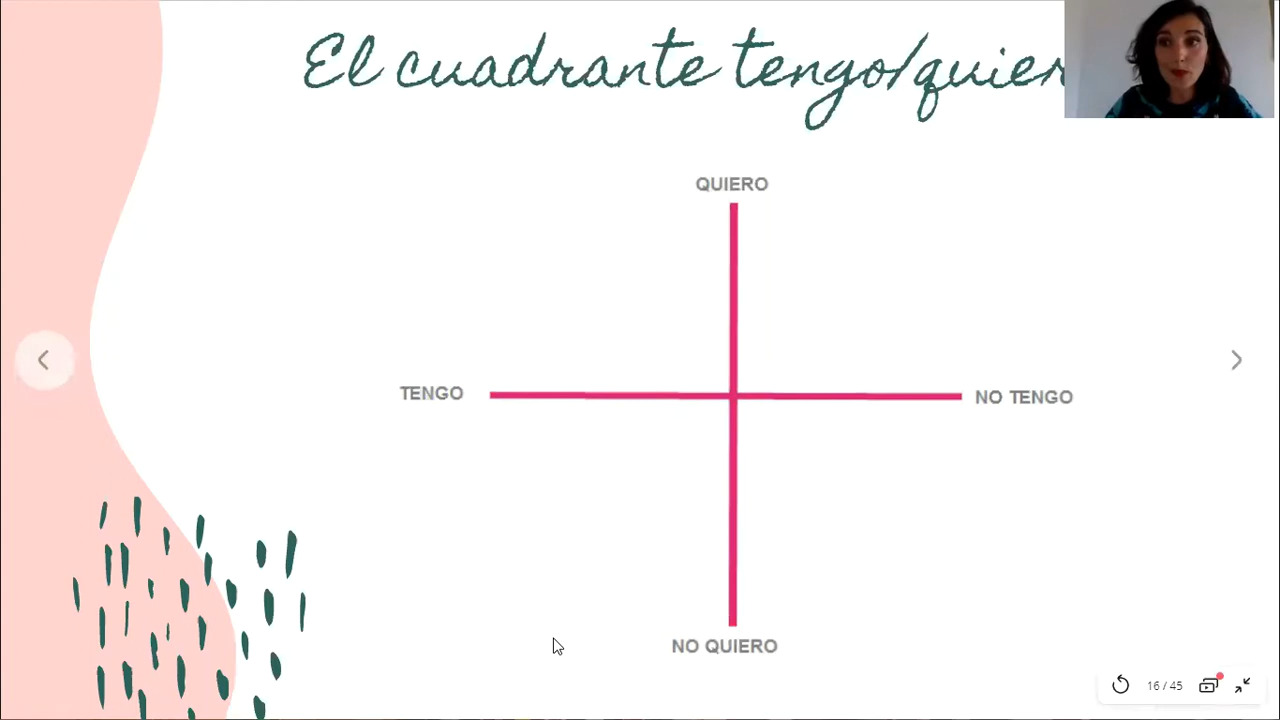 El cuadrante tengo/quier
QUIERO
TENGO
NO TENGO
NO QUIERO
16 / 45